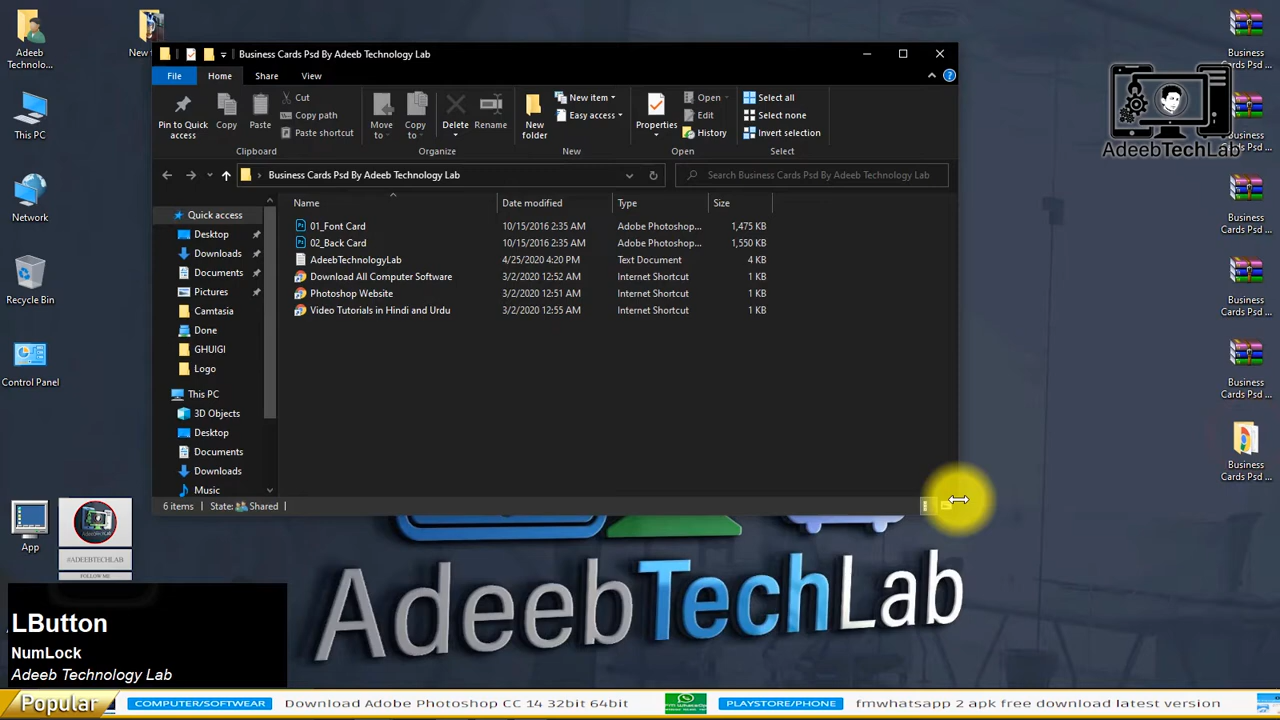 Adeeb
Technolo...
New
Business Cards Psd By Adeeb Technology Lab
File Home Share View
Pin to Quick
access
Copy
Paste
Cut
Copy path
Paste shortcut
Clipboard
Move
to
Copy
to
Delete
Rename
Organize
New
folder
New item
Easy access
New
Properties
Open
Edit
History
Open
Select all
Select none
Invert selection
Select
Business Cards Psd By Adeeb Technology Lab
Search Business Cards Psd By Adeeb Technology Lab
Name Date modified Type Size
01_Font Card 10/15/2016 2:35 AM Adobe Photoshop... 1,475 KB
02_Back Card 10/15/2016 2:35 AM Adobe Photoshop... 1,550 KB
AdeebTechnologyLab 4/25/2020 4:20 PM Text Document 4 KB
Download All Computer Software 3/2/2020 12:52 AM Internet Shortcut 1 KB
Photoshop Website 3/2/2020 12:51 AM Internet Shortcut 1 KB
Video Tutorials in Hindi and Urdu 3/2/2020 12:55 AM Internet Shortcut 1 KB
Quick access
Desktop
Downloads
Documents
Pictures
Camtasia
Done
GHUIGI
Logo
This PC
3D Objects
Desktop
Documents
Downloads
Music
6 items State: Shared
This PC
Network
Recycle Bin
Control Panel
App
#ADEEBTECHLAB
FOLLOW ME
Business
Cards Psd ...
AdeebTechLab
Business
Cards Psd ...
Business
Cards Psd ...
Business
Cards Psd ...
Business
Cards Psd ...
Business
Cards Psd ...
AdeebTechLab
LButton
NumLock
Adeeb Technology Lab
Popular
COMPUTER/SOFTWEAR Download Adobe Photoshop CC 14 32bit 64bit PLAYSTORE/PHONE fmwhatsapp 2 apk free download latest version